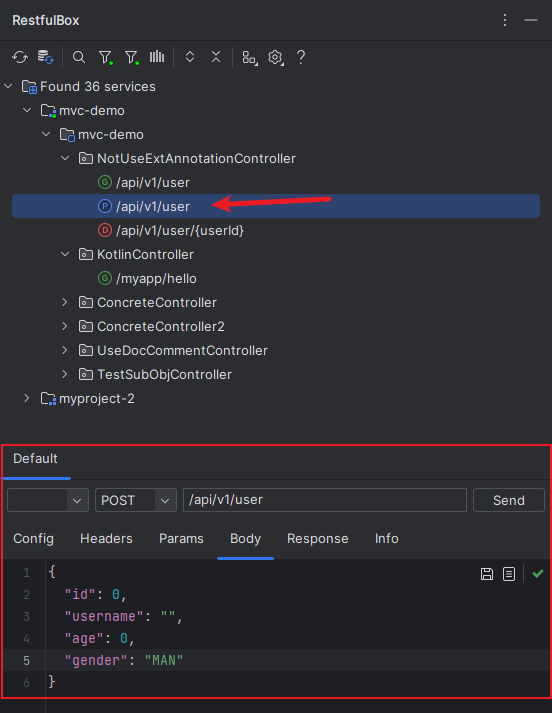 RestfulBox
Found 36 services
mvc-demo
mvc-demo
NotUseExtAnnotationController
G /api/v1/user
P /api/v1/user
D /api/v1/user/{userId}
KotlinController
G /myapp/hello
ConcreteController
ConcreteController2
UseDocCommentController
TestSubObjController
myproject-2
Default
POST /api/v1/user Send
Config Headers Params Body Response Info
1 {
2 "id": 0,
3 "username": "",
4 "age": 0,
5 "gender": "MAN"
6 }